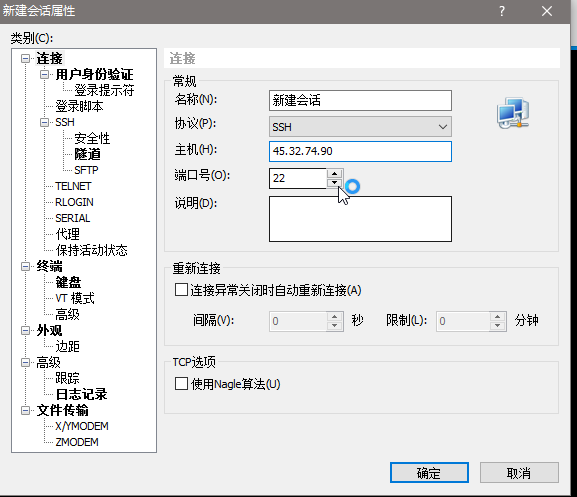 新建会话属性
类别(C):
连接
用户身份验证
登录提示符
登录脚本
SSH
安全性
隧道
SFTP
TELNET
RLOGIN
SERIAL
代理
保持活动状态
终端
键盘
VT 模式
高级
外观
边距
高级
跟踪
日志记录
文件传输
X/YMODEM
ZMODEM
连接
常规
名称(N): 新建会话
协议(P): SSH
主机(H): 45.32.74.90
端口号(O): 22
说明(D):
重新连接
连接异常关闭时自动重新连接(A)
间隔(V): 0 秒 限制(L): 0 分钟
TCP选项
使用Nagle算法(U)
确定 取消